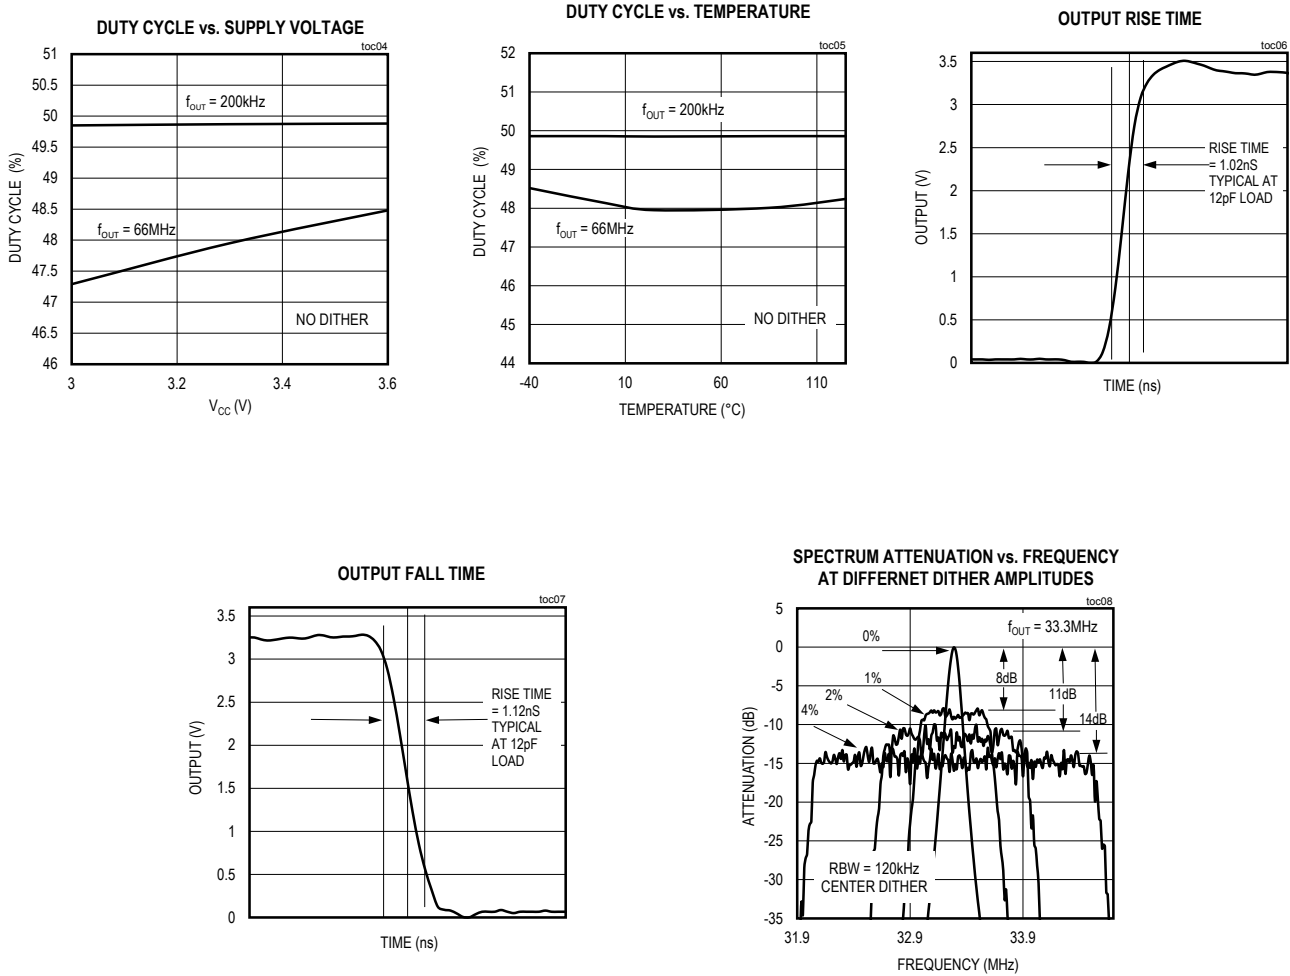 DUTY CYCLE vs. SUPPLY VOLTAGE
toc04
51
50.5
50
49.5
49
48.5
48
47.5
47
46.5
46
DUTY CYCLE (%)
fOUT = 200kHz
fOUT = 66MHz
NO DITHER
3
3.2
3.4
3.6
VCC (V)
DUTY CYCLE vs. TEMPERATURE
toc05
52
51
50
49
48
47
46
45
44
DUTY CYCLE (%)
fOUT = 200kHz
fOUT = 66MHz
NO DITHER
-40
10
60
110
TEMPERATURE (°C)
OUTPUT RISE TIME
toc06
3.5
3
2.5
2
1.5
1
0.5
0
OUTPUT (V)
RISE TIME
= 1.02nS
TYPICAL AT
12pF LOAD
TIME (ns)
OUTPUT FALL TIME
toc07
3.5
3
2.5
2
1.5
1
0.5
0
OUTPUT (V)
RISE TIME
= 1.12nS
TYPICAL
AT 12pF
LOAD
TIME (ns)
SPECTRUM ATTENUATION vs. FREQUENCY
AT DIFFERNET DITHER AMPLITUDES
toc08
5
0
-5
-10
-15
-20
-25
-30
-35
ATTENUATION (dB)
fOUT = 33.3MHz
0%
1%
2%
4%
8dB
11dB
14dB
RBW = 120kHz
CENTER DITHER
31.9
32.9
33.9
FREQUENCY (MHz)